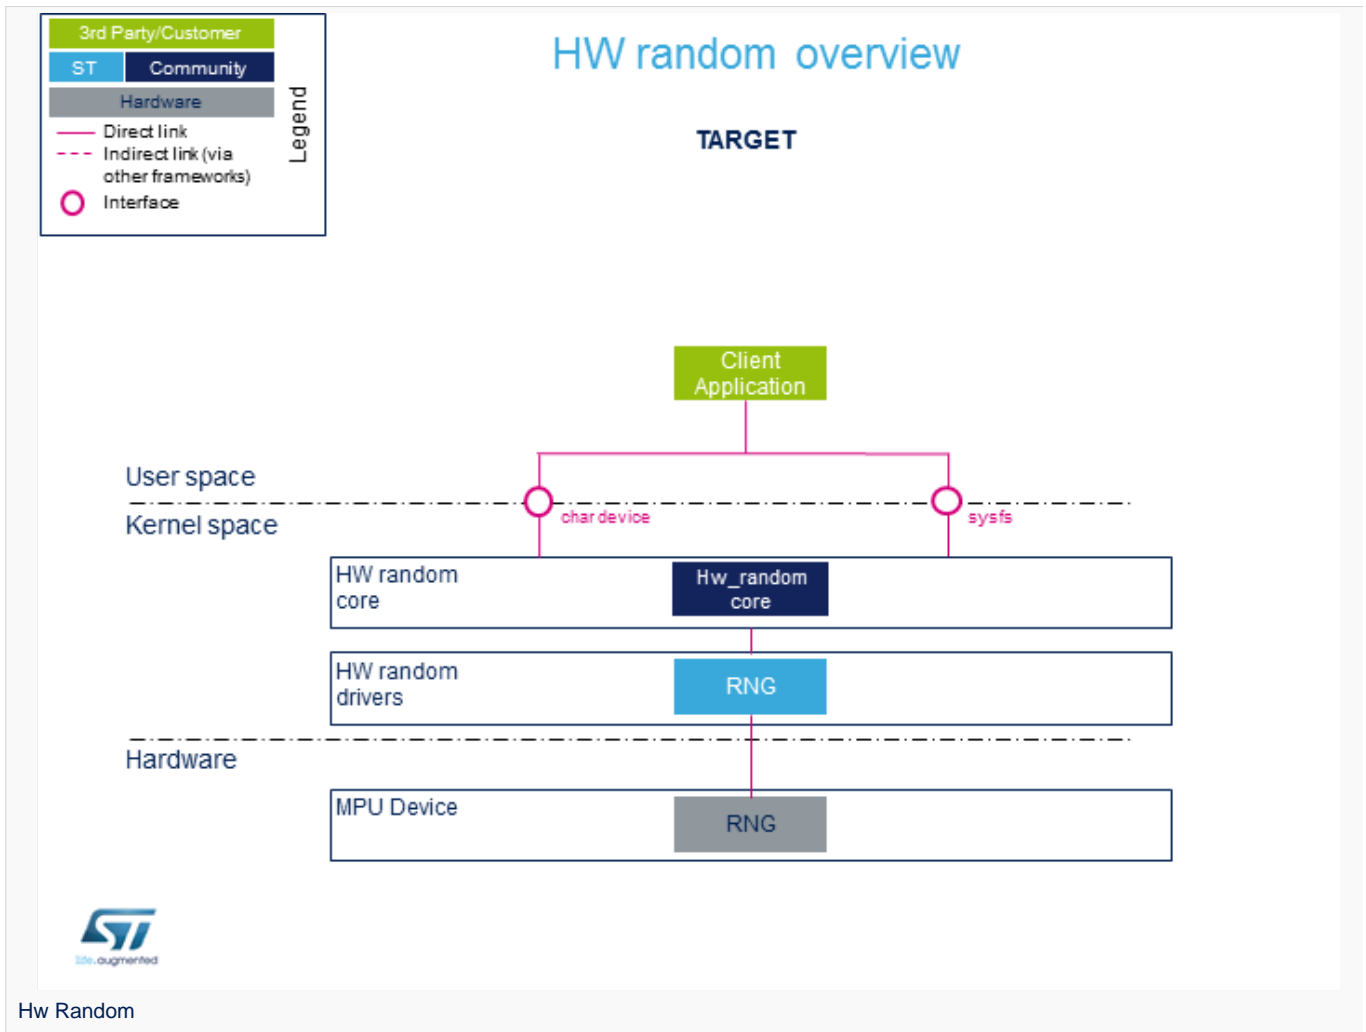 3rd Party/Customer
ST
Community
Hardware
Direct link
Indirect link (via
other frameworks)
Interface
Legend
HW random overview
TARGET
Client
Application
User space
Kernel space
char device
sysfs
HW random
core
Hw_random
core
HW random
drivers
RNG
Hardware
MPU Device
RNG
ST
life.augmented
Hw Random